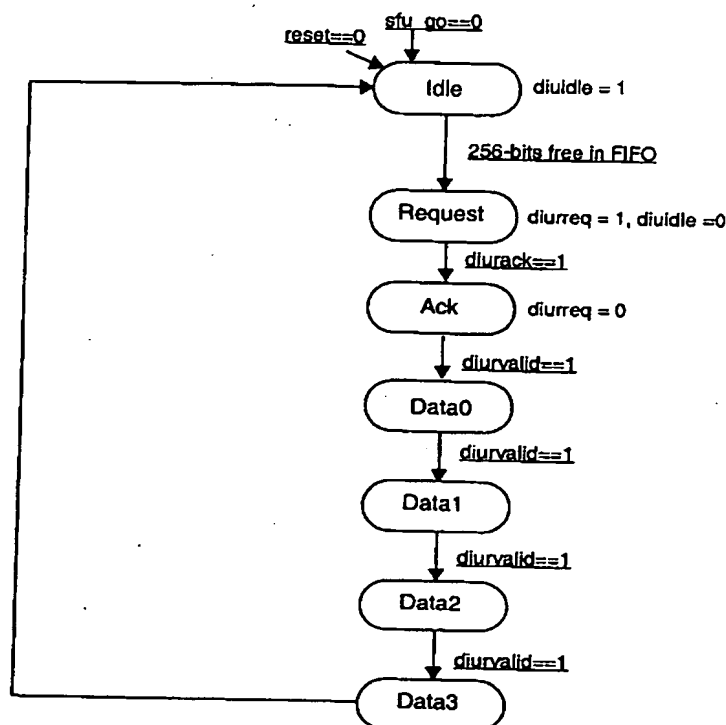 sfu_go==0
reset==0
Idle
diuidle = 1
256-bits free in FIFO
Request
diurreq = 1, diuidle =0
diurack==1
Ack
diurreq = 0
diurvalid==1
Data0
diurvalid==1
Data1
diurvalid==1
Data2
diurvalid==1
Data3